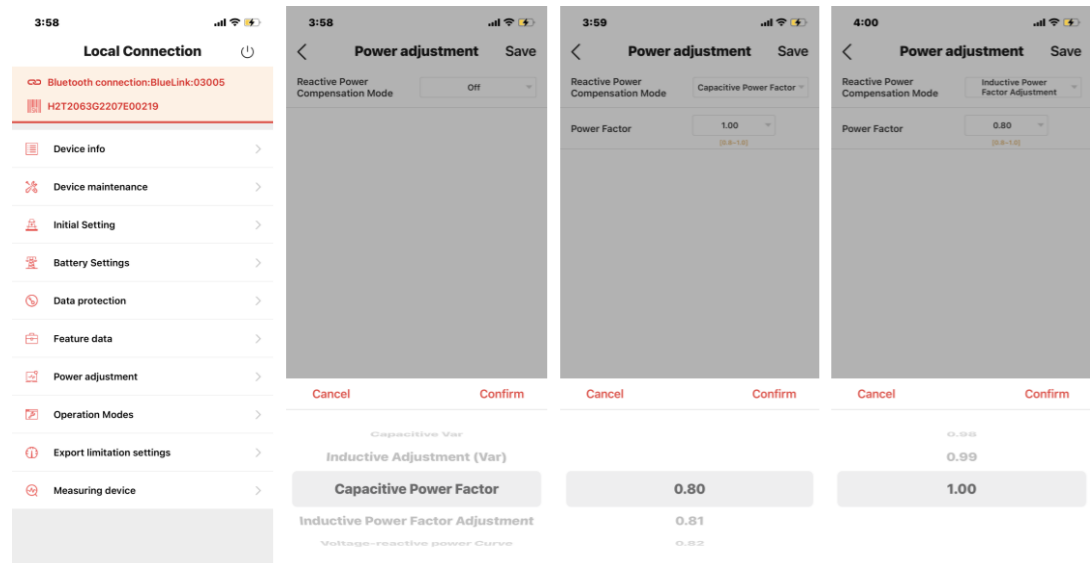 3:58
Local Connection
Bluetooth connection:BlueLink:03005
H2T2063G2207E00219
Device info
Device maintenance
Initial Setting
Battery Settings
Data protection
Feature data
Power adjustment
Operation Modes
Export limitation settings
Measuring device
3:58
Power adjustment Save
Reactive Power
Compensation Mode
Off
Cancel Confirm
Capacitive Var
Inductive Adjustment (Var)
Capacitive Power Factor
Inductive Power Factor Adjustment
Voltage-reactive power Curve
3:59
Power adjustment Save
Reactive Power
Compensation Mode
Capacitive Power Factor
Power Factor
1.00
(0.8~1.0)
Cancel Confirm
0.80
0.81
0.82
4:00
Power adjustment Save
Reactive Power
Compensation Mode
Inductive Power
Factor Adjustment
Power Factor
0.80
(0.8~1.0)
Cancel Confirm
0.98
0.99
1.00